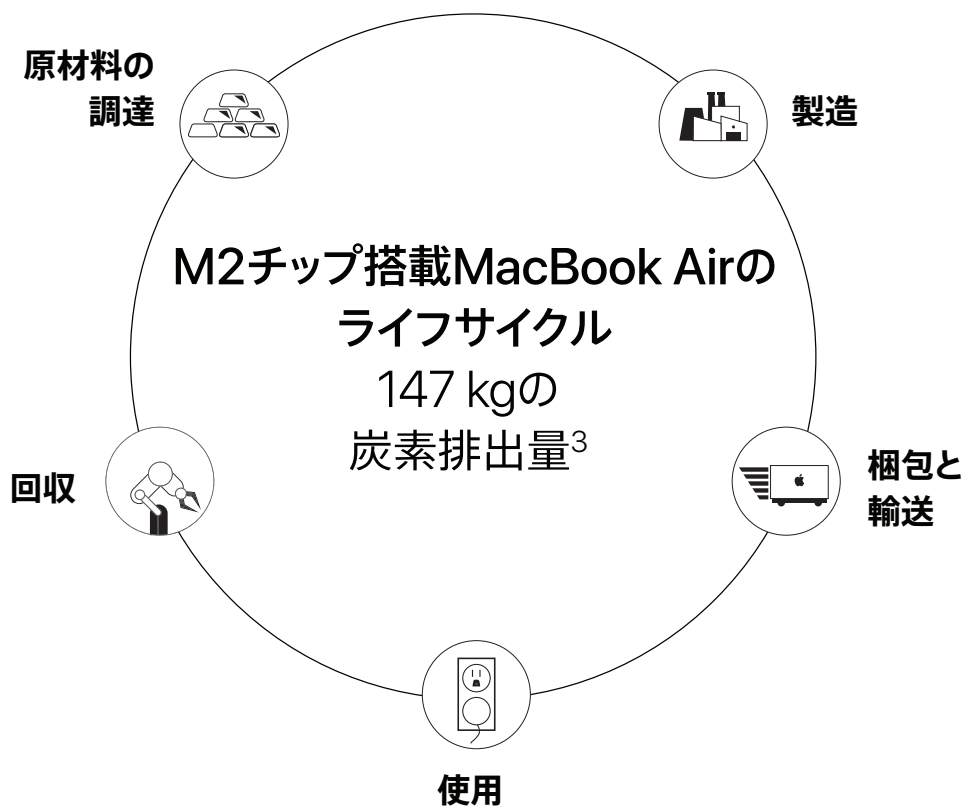 原材料の
調達
製造
M2チップ搭載MacBook Airの
ライフサイクル
147 kgの
炭素排出量3
回収
梱包と
輸送
使用